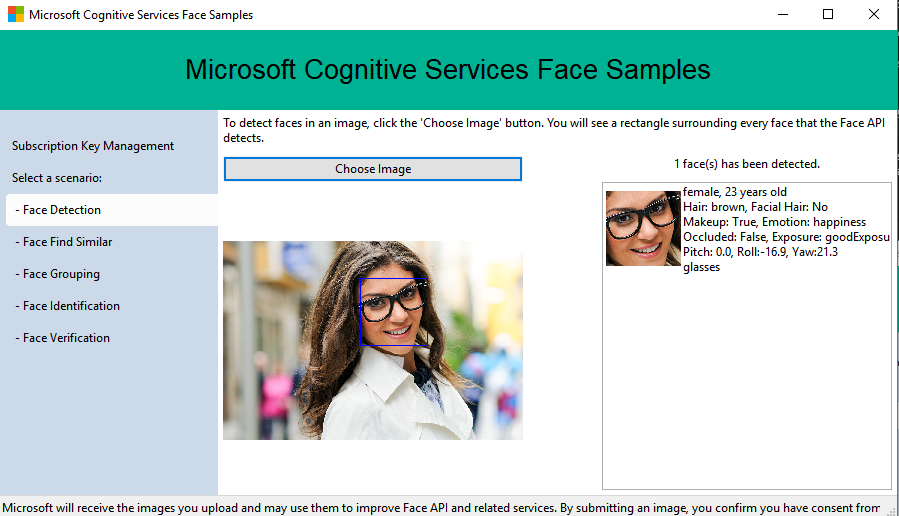 Microsoft Cognitive Services Face Samples
Microsoft Cognitive Services Face Samples
Subscription Key Management
Select a scenario:
- Face Detection
- Face Find Similar
- Face Grouping
- Face Identification
- Face Verification
To detect faces in an image, click the 'Choose Image' button. You will see a rectangle surrounding every face that the Face API
detects.
Choose Image
1 face(s) has been detected.
female, 23 years old
Hair: brown, Facial Hair: No
Makeup: True, Emotion: happiness
Occluded: False, Exposure: goodExposu
Pitch: 0.0, Roll:-16.9, Yaw:21.3
glasses
Microsoft will receive the images you upload and may use them to improve Face API and related services. By submitting an image, you confirm you have consent from